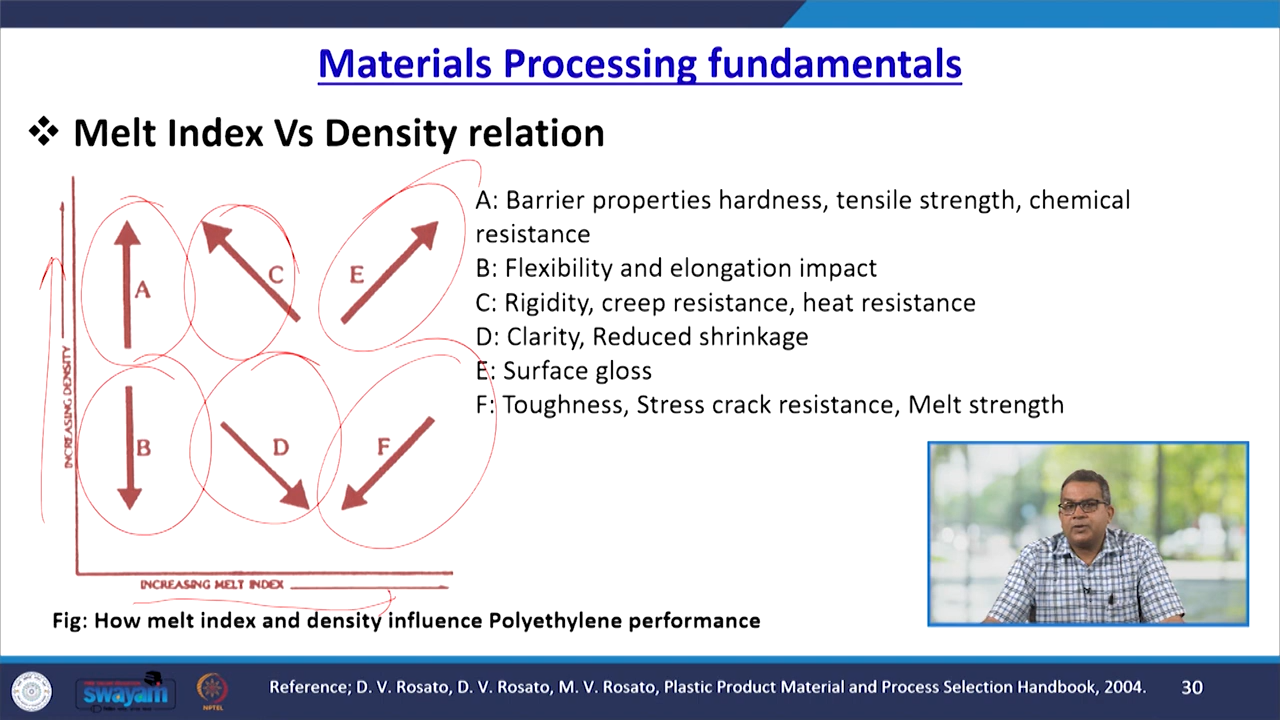 Materials Processing fundamentals
❖ Melt Index Vs Density relation
A: Barrier properties hardness, tensile strength, chemical
resistance
B: Flexibility and elongation impact
C: Rigidity, creep resistance, heat resistance
D: Clarity, Reduced shrinkage
E: Surface gloss
F: Toughness, Stress crack resistance, Melt strength
INCREASING DENSITY
A
C
E
B
D
F
INCREASING MELT INDEX
Fig: How melt index and density influence Polyethylene performance
swayam
NPTEL
Reference; D. V. Rosato, D. V. Rosato, M. V. Rosato, Plastic Product Material and Process Selection Handbook, 2004.
30